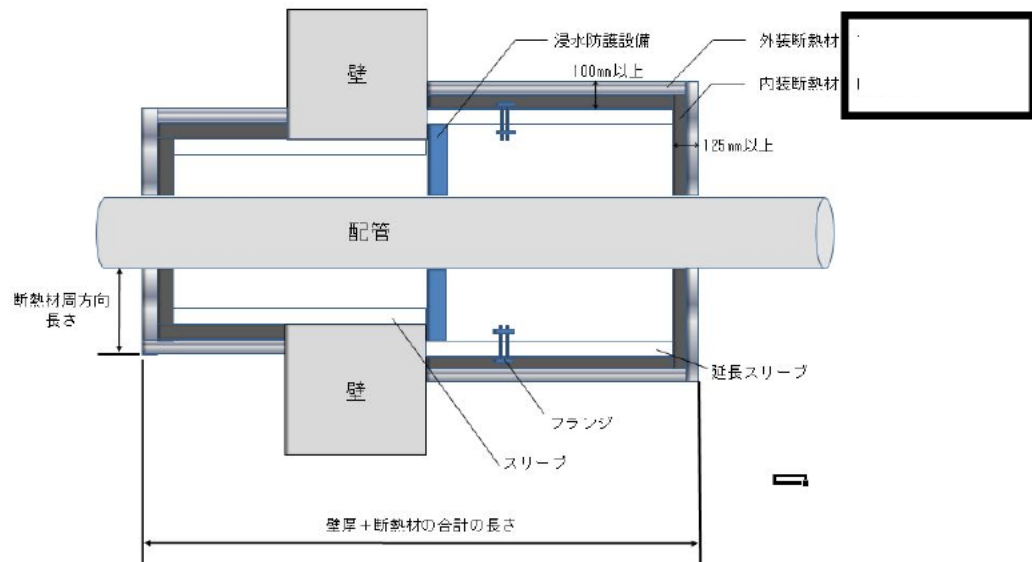 壁
浸水防護設備
外装断熱材
100mm以上
内装断熱材
125mm以上
配管
断熱材周方向
長さ
延長スリーブ
壁
フランジ
スリーブ
壁厚+断熱材の合計の長さ